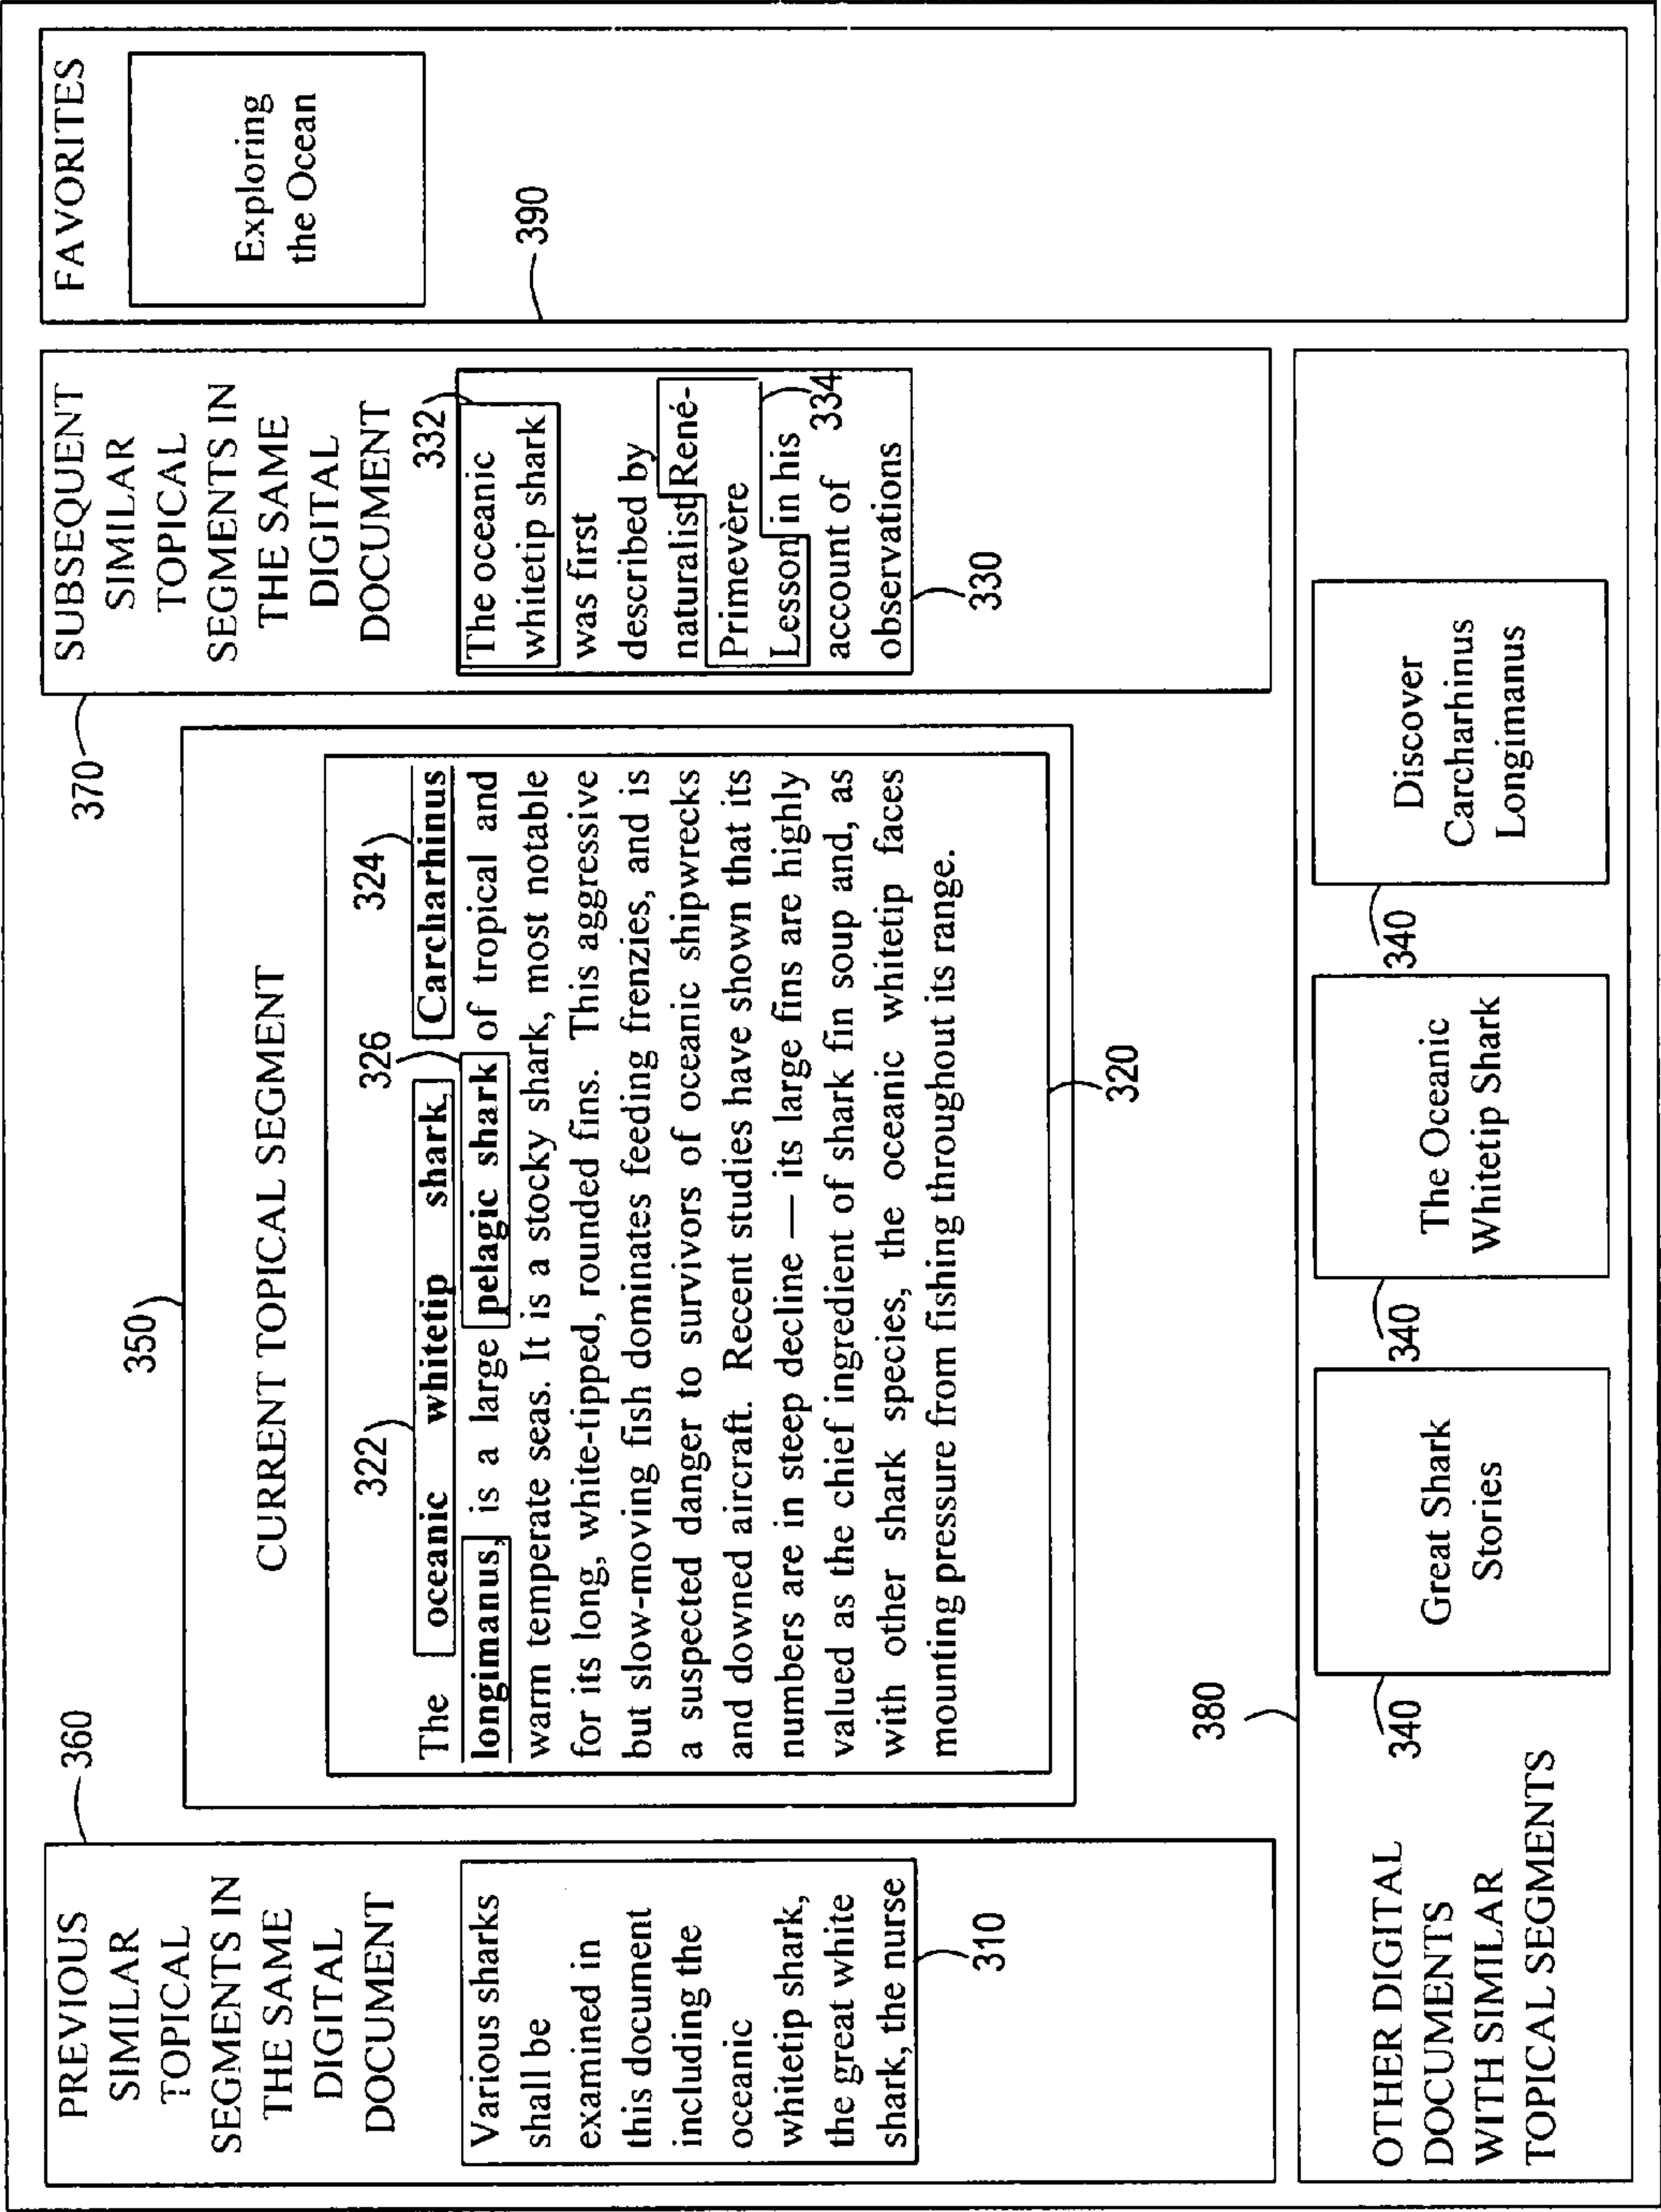 360
PREVIOUS
SIMILAR
TOPICAL
SEGMENTS IN
THE SAME
DIGITAL
DOCUMENT
Various sharks
shall be
examined in
this document
including the
oceanic
whitetip shark,
the great white
shark, the nurse
310
350
CURRENT TOPICAL SEGMENT
322
326
324
The oceanic whitetip shark, Carcharhinus
longimanus, is a large pelagic shark of tropical and
warm temperate seas. It is a stocky shark, most notable
for its long, white-tipped, rounded fins. This aggressive
but slow-moving fish dominates feeding frenzies, and is
a suspected danger to survivors of oceanic shipwrecks
and downed aircraft. Recent studies have shown that its
numbers are in steep decline — its large fins are highly
valued as the chief ingredient of shark fin soup and, as
with other shark species, the oceanic whitetip faces
mounting pressure from fishing throughout its range.
320
370
SUBSEQUENT
SIMILAR
TOPICAL
SEGMENTS IN
THE SAME
DIGITAL
DOCUMENT
332
The oceanic
whitetip shark
was first
described by
naturalist René-
Primevère
Lesson in his
account of
observations
334
330
FAVORITES
Exploring
the Ocean
390
380
OTHER DIGITAL
DOCUMENTS
WITH SIMILAR
TOPICAL SEGMENTS
340
Great Shark
Stories
340
The Oceanic
Whitetip Shark
340
Discover
Carcharhinus
Longimanus